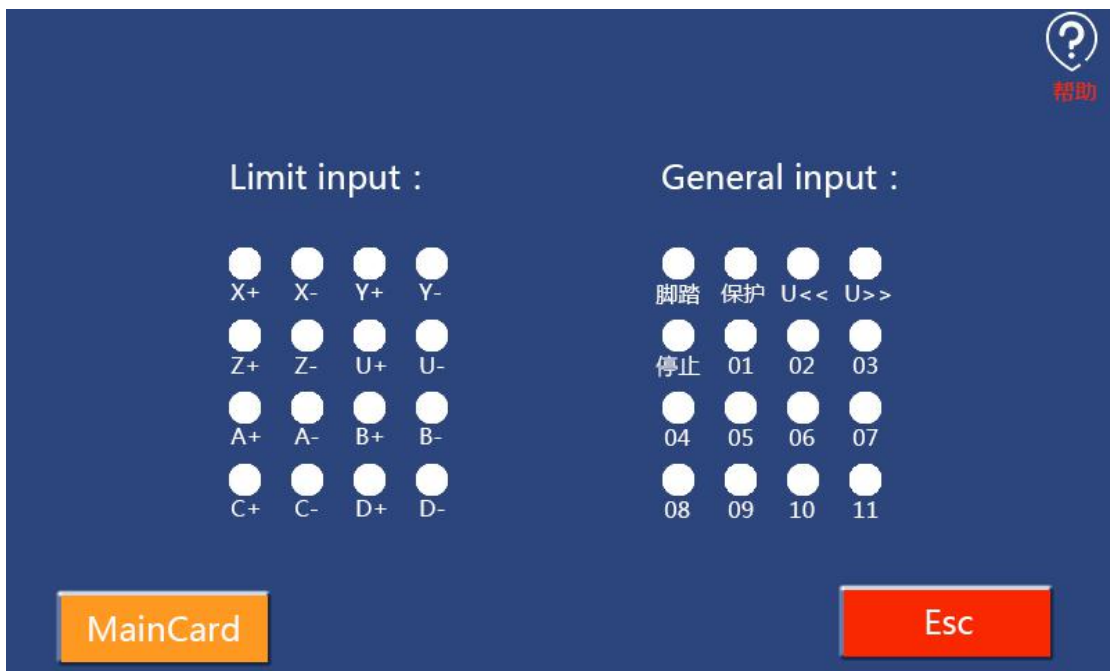 帮助
Limit input :
General input :
X+ X- Y+ Y-
脚踏 保护 U<< U>>
Z+ Z- U+ U-
停止 01 02 03
A+ A- B+ B-
04 05 06 07
C+ C- D+ D-
08 09 10 11
MainCard
Esc